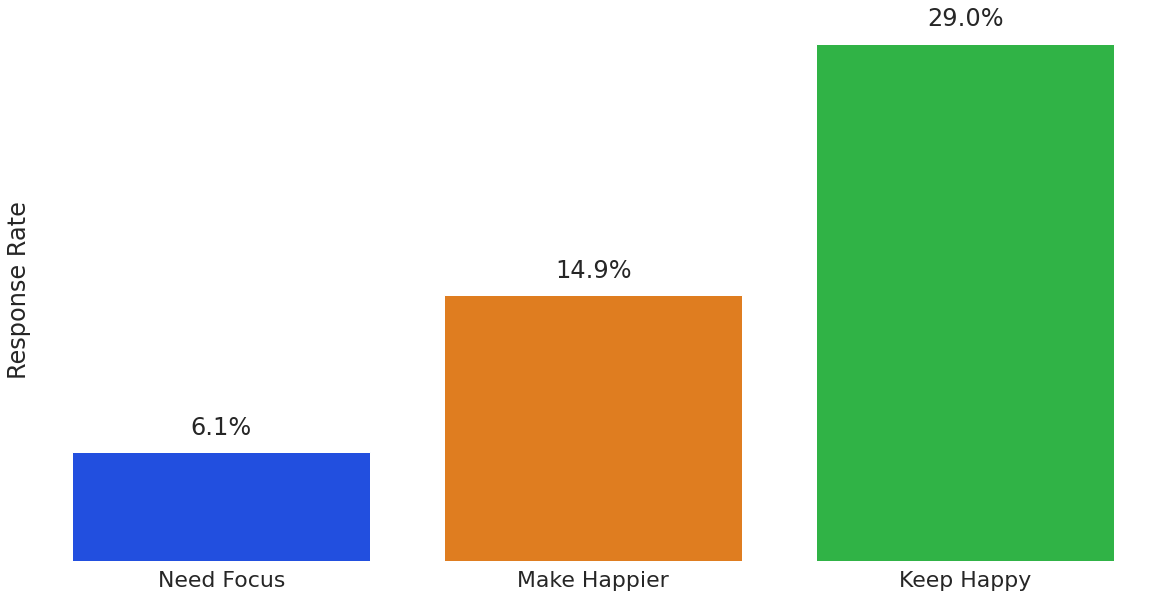 29.0%
14.9%
6.1%
Response Rate
Need Focus
Make Happier
Keep Happy